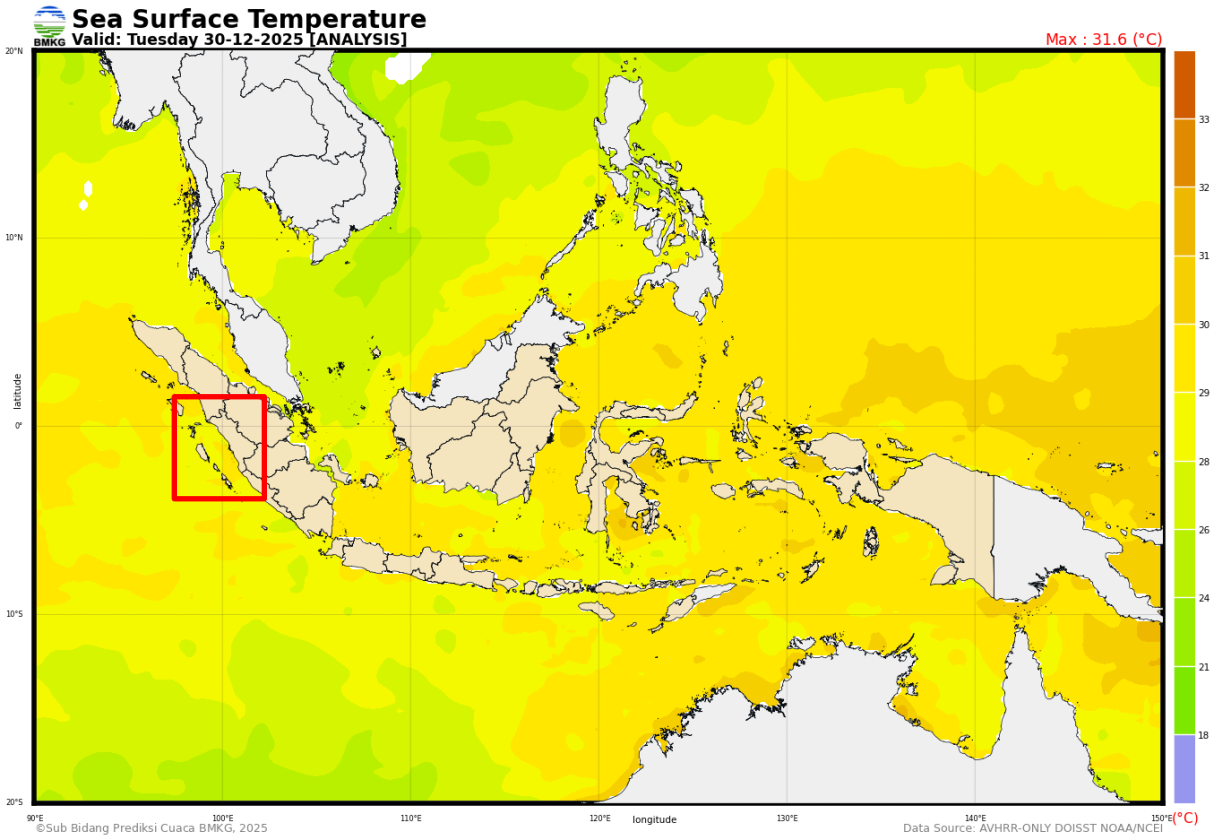 BMKG
Sea Surface Temperature
Valid: Tuesday 30-12-2025 [ANALYSIS]
Max : 31.6 (°C)
20°N
10°N
0°
10°S
20°S
latitude
90°E
100°E
110°E
120°E
130°E
140°E
150°E
longitude
33
32
31
30
29
28
26
24
21
18
(°C)
©Sub Bidang Prediksi Cuaca BMKG, 2025
Data Source: AVHRR-ONLY DOISST NOAA/NCEI